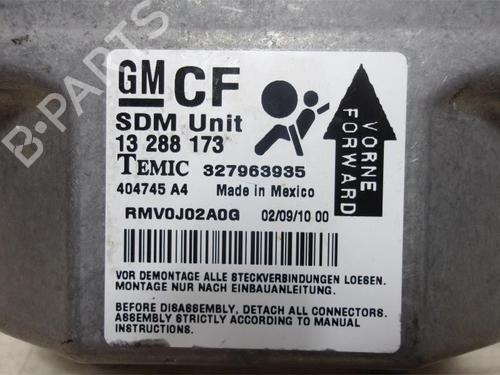 GM CF
SDM Unit
13 288 173
TEMIC 327963935
404745 A4 Made in Mexico
RMV0J02A0G 02/09/10 00
VORNE
FORWARD
VOR DEMONTAGE ALLE STECKVERBINDUNGEN LOESEN.
MONTAGE NUR NACH EINBAUANLEITUNG.
BEFORE DISASSEMBLY, DETACH ALL CONNECTORS.
ASSEMBLY STRICTLY ACCORDING TO MANUAL
INSTRUCTIONS.
B-PARTS